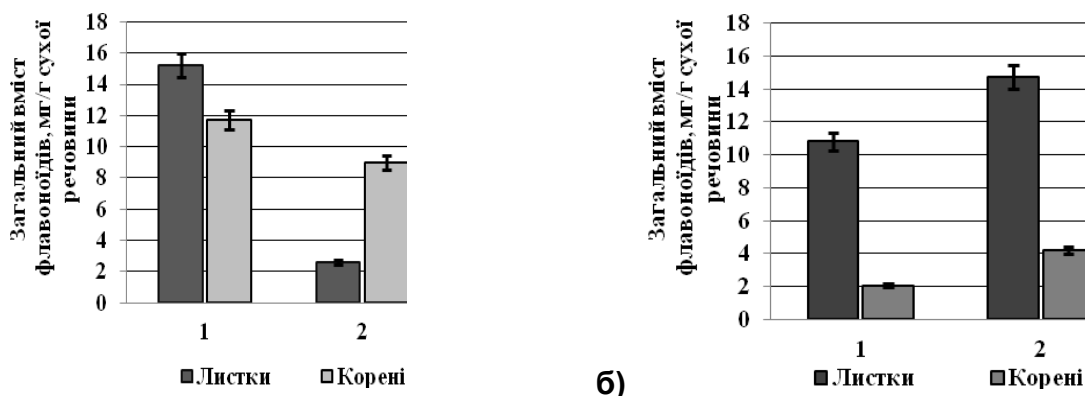 Загальний вміст
флавоноїдів, мг/г сухої
речовини
18
16
14
12
10
8
6
4
2
0
1
2
Листки
Корені
б)
Загальний вміст
флавоноїдів, мг/г сухої
речовини
18
16
14
12
10
8
6
4
2
0
1
2
Листки
Корені